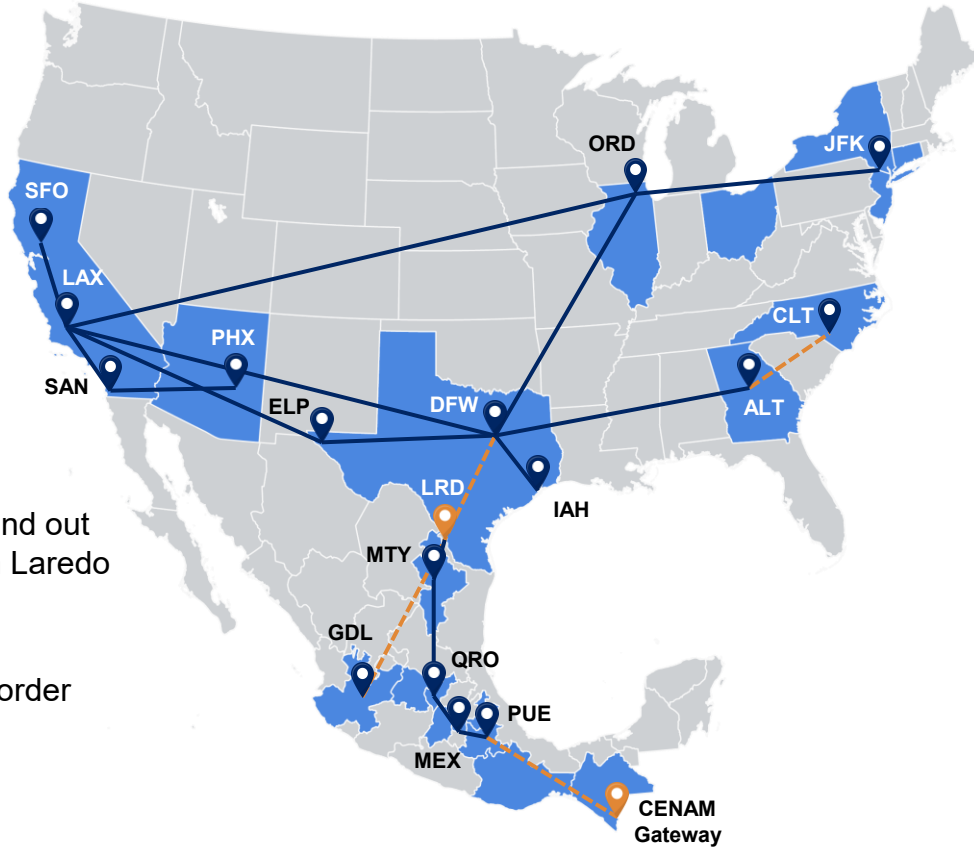 ORD
JFK
SFO
LAX
CLT
PHX
SAN
ELP
DFW
ALT
LRD
IAH
nd out
Laredo
MTY
GDL
QRO
order
PUE
MEX
CENAM
Gateway